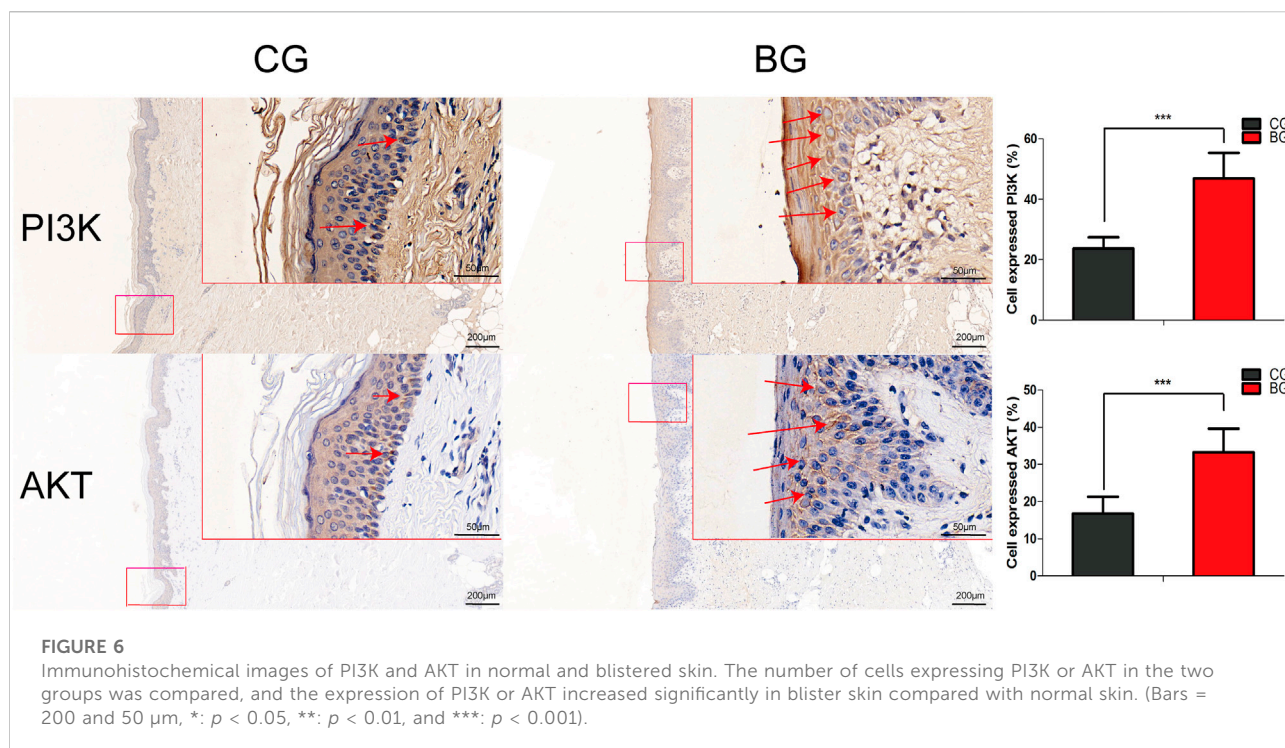 CG
BG
PI3K
50µm
200µm
50µm
200µm
Cell expressed PI3K (%)
60
40
20
0
***
CG
BG
AKT
50µm
200µm
50µm
200µm
Cell expressed AKT (%)
50
40
30
20
10
0
***
CG
BG
FIGURE 6
Immunohistochemical images of PI3K and AKT in normal and blistered skin. The number of cells expressing PI3K or AKT in the two
groups was compared, and the expression of PI3K or AKT increased significantly in blister skin compared with normal skin. (Bars =
200 and 50 µm, *: p < 0.05, **: p < 0.01, and ***: p < 0.001).